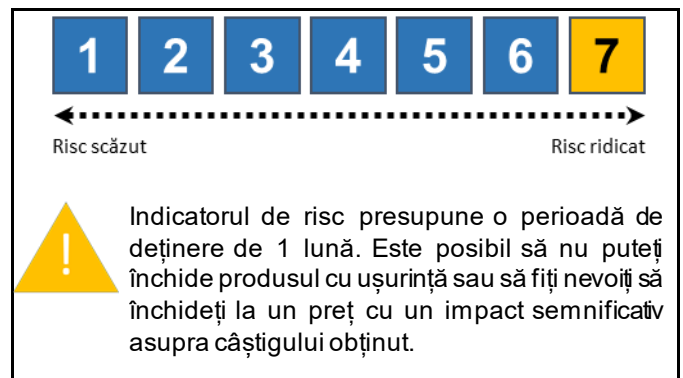 1 2 3 4 5 6 7
Risc scăzut Risc ridicat
!
Indicatorul de risc presupune o perioadă de
deținere de 1 lună. Este posibil să nu puteți
închide produsul cu ușurință sau să fiți nevoiți să
închideți la un preț cu un impact semnificativ
asupra câștigului obținut.